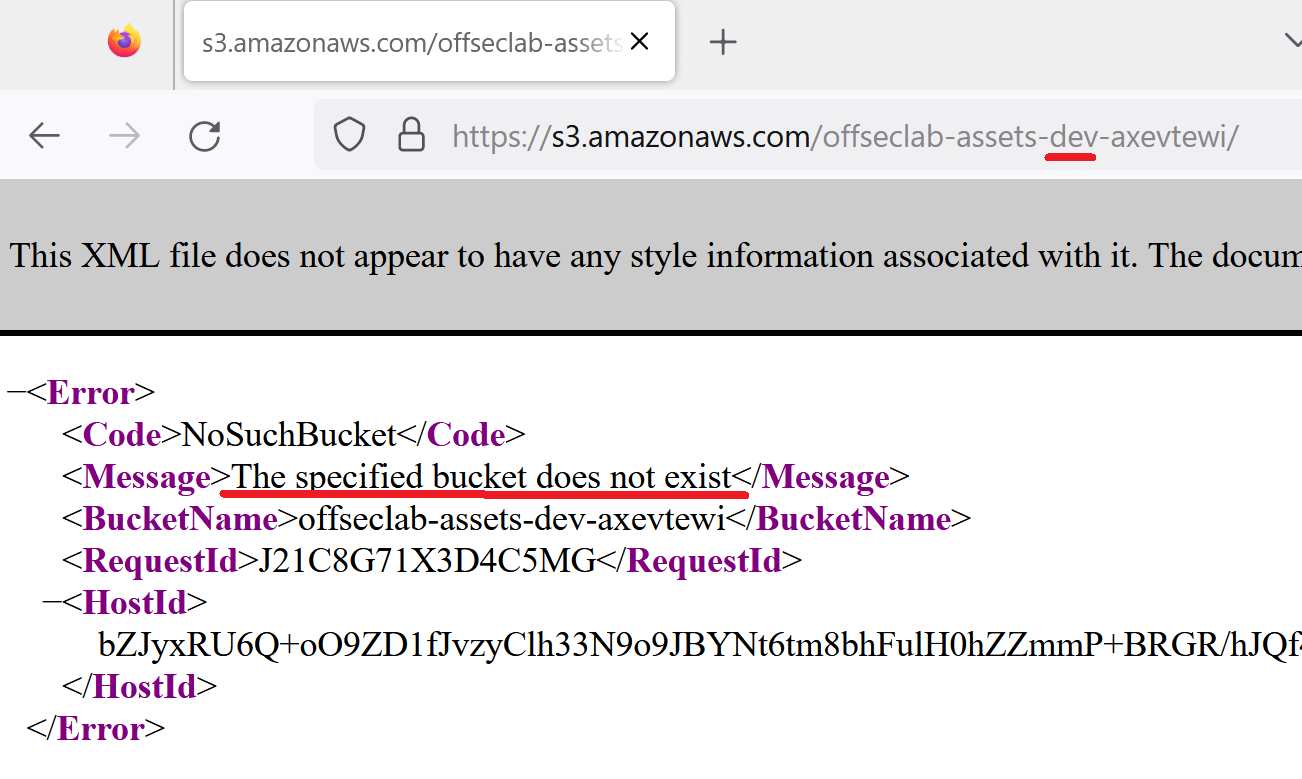 s3.amazonaws.com/offseclab-assets
https://s3.amazonaws.com/offseclab-assets-dev-axevtewi/
This XML file does not appear to have any style information associated with it. The docum
−<Error>
<Code>NoSuchBucket</Code>
<Message>The specified bucket does not exist</Message>
<BucketName>offseclab-assets-dev-axevtewi</BucketName>
<RequestId>J21C8G71X3D4C5MG</RequestId>
−<HostId>
bZJyxRU6Q+oO9ZD1fJvzyClh33N9o9JBYNt6tm8bhFulH0hZZmmP+BRGR/hJQf4
</HostId>
</Error>